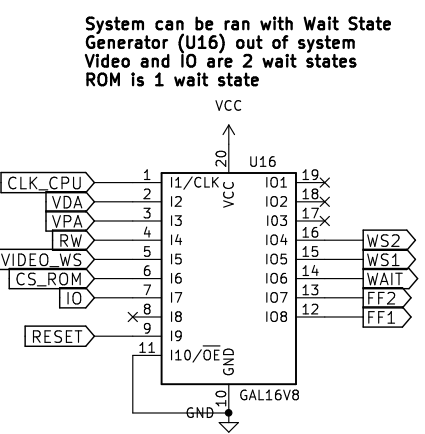 System can be ran with Wait State
Generator (U16) out of system
Video and IO are 2 wait states
ROM is 1 wait state
VCC
20 U16
CLK_CPU 1 I1/CLK VCC IO1 19
VDA 2 I2 IO2 18
VPA 3 I3 IO3 17
RW 4 I4 IO4 16 WS2
VIDEO_WS 5 I5 IO5 15 WS1
CS_ROM 6 I6 IO6 14 WAIT
IO 7 I7 IO7 13 FF2
8 I8 IO8 12 FF1
RESET 9 I9
11 I10/OE GND
10 GAL16V8
GND